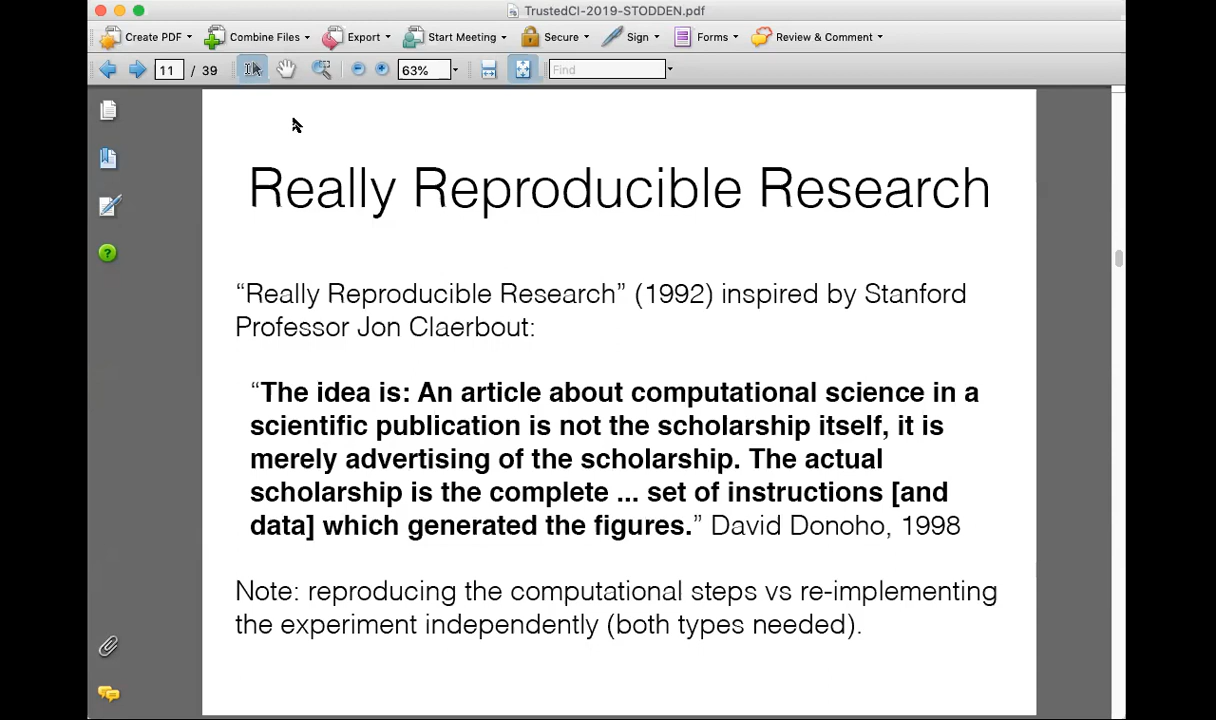 TrustedCI-2019-STODDEN.pdf
Create PDF Combine Files Export Start Meeting Secure Sign Forms Review & Comment
11 / 39 63% Find
Really Reproducible Research
“Really Reproducible Research” (1992) inspired by Stanford
Professor Jon Claerbout:
“The idea is: An article about computational science in a
scientific publication is not the scholarship itself, it is
merely advertising of the scholarship. The actual
scholarship is the complete ... set of instructions [and
data] which generated the figures.” David Donoho, 1998
Note: reproducing the computational steps vs re-implementing
the experiment independently (both types needed).